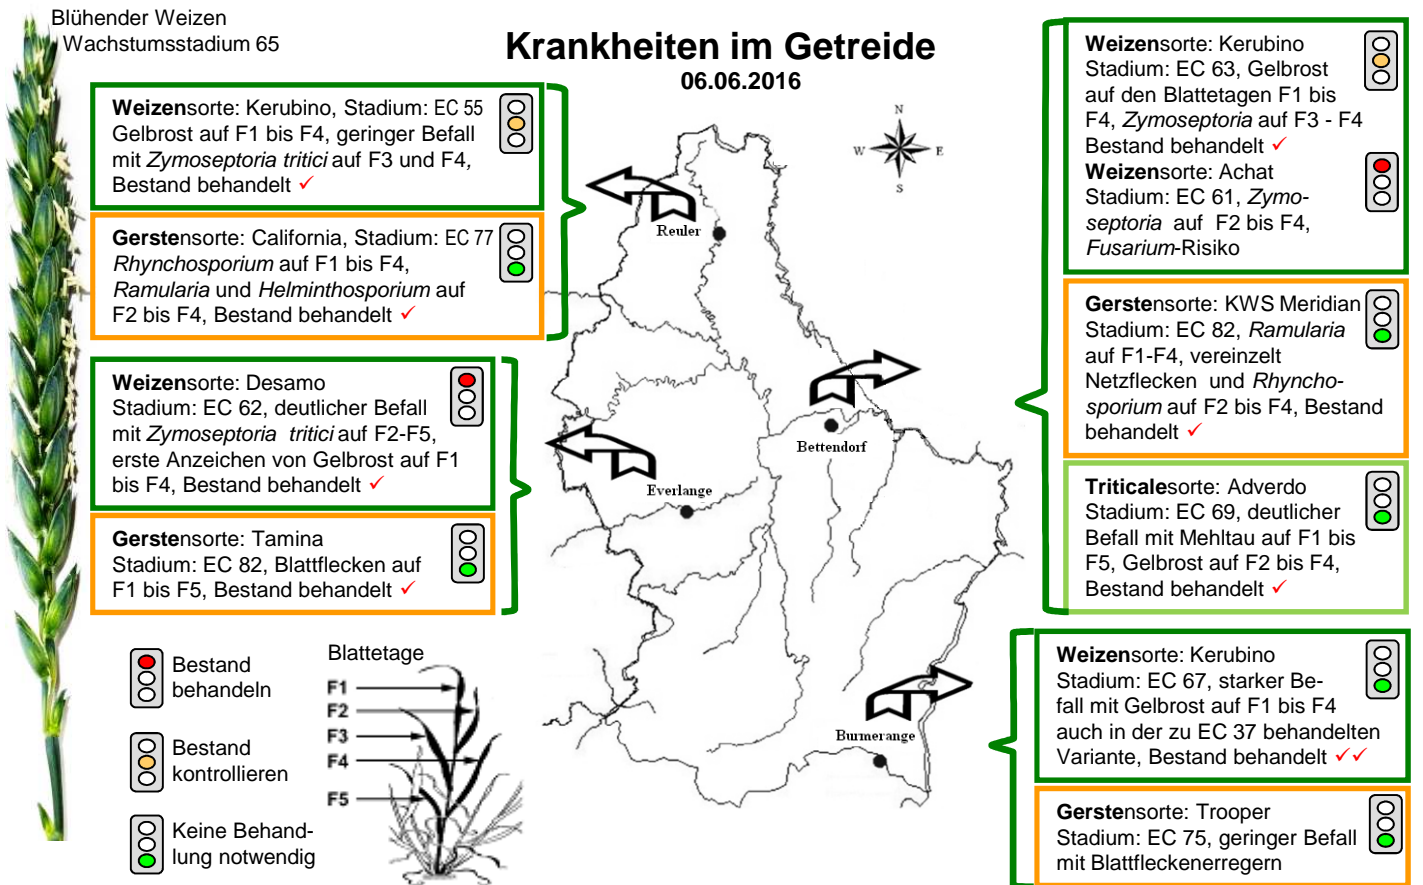 Blühender Weizen
Wachstumsstadium 65
Krankheiten im Getreide
06.06.2016
Weizensorte: Kerubino, Stadium: EC 55
Gelbrost auf F1 bis F4, geringer Befall
mit Zymoseptoria tritici auf F3 und F4,
Bestand behandelt ✓
Gerstensorte: California, Stadium: EC 77
Rhynchosporium auf F1 bis F4,
Ramularia und Helminthosporium auf
F2 bis F4, Bestand behandelt ✓
Weizensorte: Desamo
Stadium: EC 62, deutlicher Befall
mit Zymoseptoria tritici auf F2-F5,
erste Anzeichen von Gelbrost auf F1
bis F4, Bestand behandelt ✓
Gerstensorte: Tamina
Stadium: EC 82, Blattflecken auf
F1 bis F5, Bestand behandelt ✓
Bestand
behandeln
Bestand
kontrollieren
Keine Behand-
lung notwendig
Blattetage
F1
F2
F3
F4
F5
N
W
E
S
Reuler
Bettendorf
Everlange
Burmerange
Weizensorte: Kerubino
Stadium: EC 63, Gelbrost
auf den Blattetagen F1 bis
F4, Zymoseptoria auf F3 - F4
Bestand behandelt ✓
Weizensorte: Achat
Stadium: EC 61, Zymo-
septoria auf F2 bis F4,
Fusarium-Risiko
Gerstensorte: KWS Meridian
Stadium: EC 82, Ramularia
auf F1-F4, vereinzelt
Netzflecken und Rhyncho-
sporium auf F2 bis F4, Bestand
behandelt ✓
Triticalesorte: Adverdo
Stadium: EC 69, deutlicher
Befall mit Mehltau auf F1 bis
F5, Gelbrost auf F2 bis F4,
Bestand behandelt ✓
Weizensorte: Kerubino
Stadium: EC 67, starker Be-
fall mit Gelbrost auf F1 bis F4
auch in der zu EC 37 behandelten
Variante, Bestand behandelt ✓✓
Gerstensorte: Trooper
Stadium: EC 75, geringer Befall
mit Blattfleckenerregern